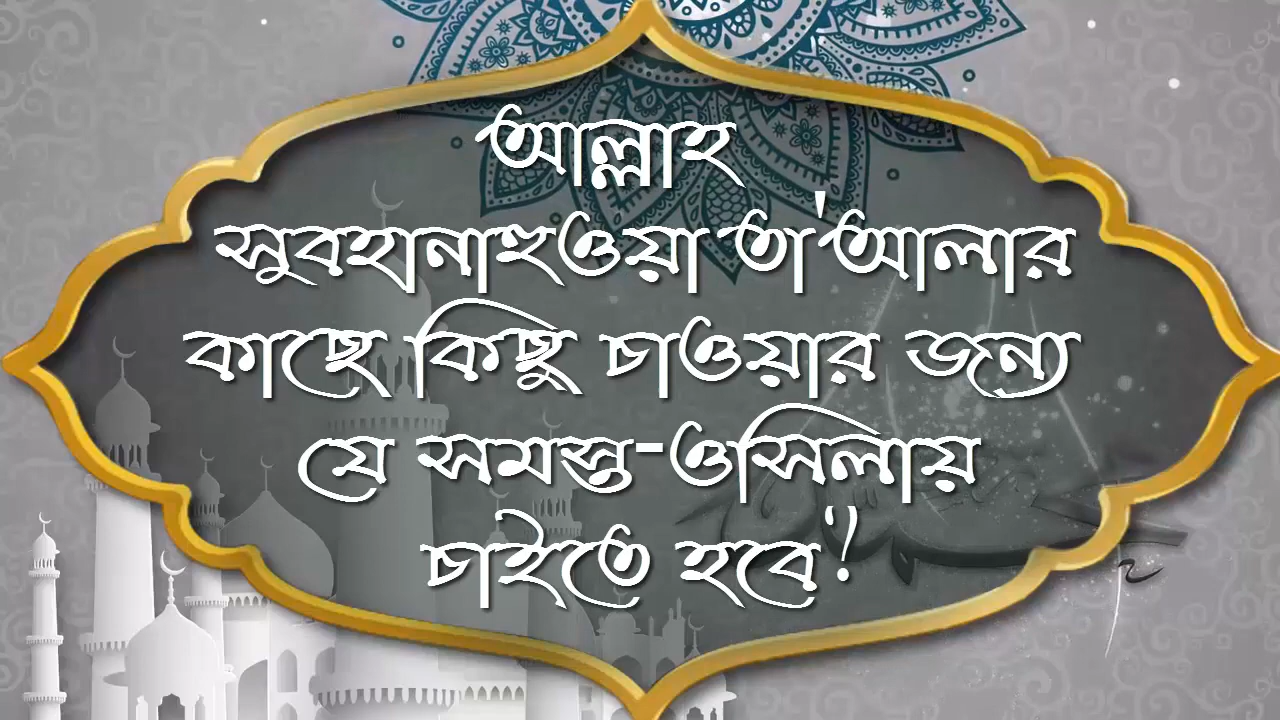 আল্লাহ
সুবহানাহুওয়া তা'আলার
কাছে কিছু চাওয়ার জন্য
যে সমস্ত-ওসিলায়
চাইতে হবে!